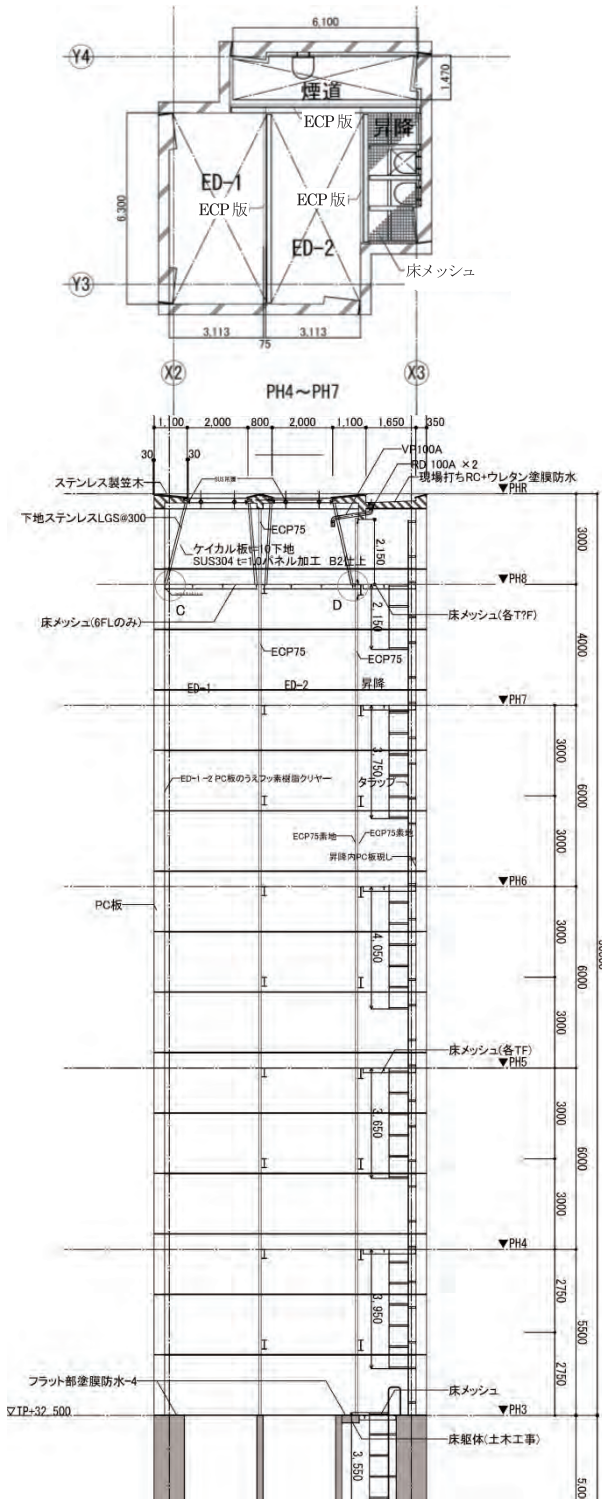 6,100
Y4
1,470
煙道
ECP版
昇降
ED-1
ECP版
ECP版
6,300
ED-2
床メッシュ
Y3
3,113
3,113
75
X2
X3
PH4～PH7
1,100
2,000
800
2,000
1,100
1,650
350
30
30
VP100A
RD 100A ×2
現場打ちRC+ウレタン塗膜防水
▼PHR
ステンレス製笠木
下地ステンレスLGS@300
ECP75
ケイカル板t=10下地
SUS304 t=1.0パネル加工 B2仕上
2,150
3000
▼PH8
C
D
床メッシュ(6FLのみ)
2,150
床メッシュ(各T?F)
ECP75
ECP75
4000
ED-1
ED-2
昇降
▼PH7
3,750
3000
ED-1-2 PC板のうえフッ素樹脂クリヤー
タラップ
6000
ECP75素地
ECP75素地
3000
昇降内PC板現し
▼PH6
PC板
4,050
3000
6000
3000
床メッシュ(各TF)
▼PH5
3,650
3000
6000
3000
▼PH4
3,950
2750
5500
2750
フラット部塗膜防水-4
床メッシュ
▽TP+32,500
▼PH3
床躯体(土木工事)
3,550